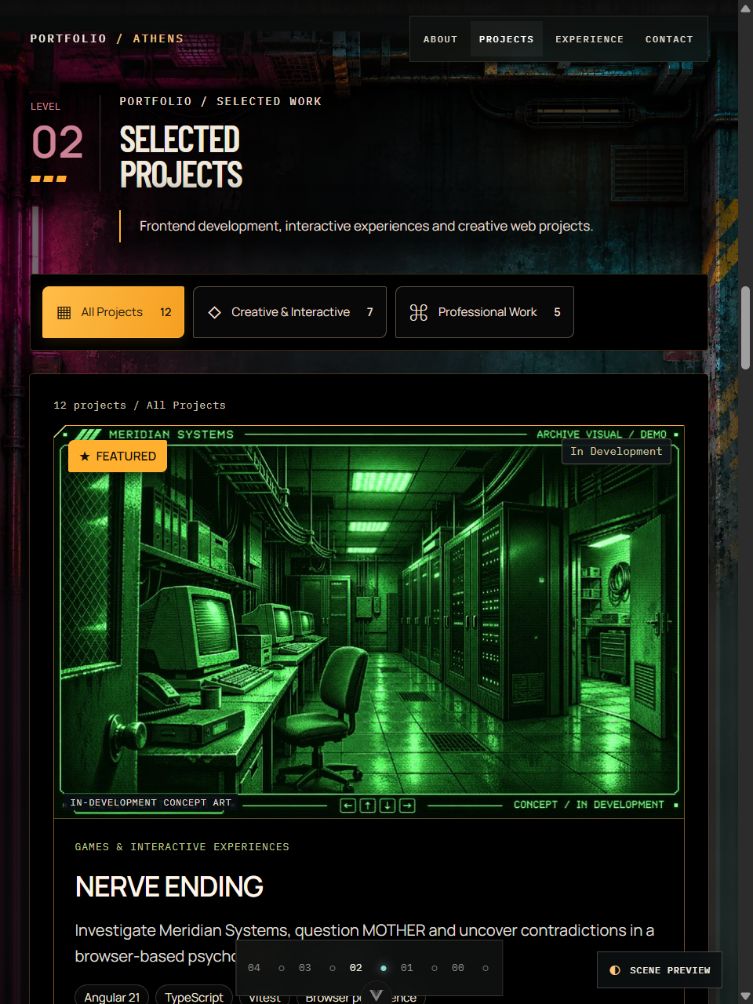 PORTFOLIO / ATHENS
ABOUT PROJECTS EXPERIENCE CONTACT
LEVEL
02
PORTFOLIO / SELECTED WORK
SELECTED
PROJECTS
Frontend development, interactive experiences and creative web projects.
All Projects 12
Creative & Interactive 7
Professional Work 5
12 projects / All Projects
MERIDIAN SYSTEMS
ARCHIVE VISUAL / DEMO
★ FEATURED
In Development
IN-DEVELOPMENT CONCEPT ART
← ↑ ↓ →
CONCEPT / IN DEVELOPMENT
GAMES & INTERACTIVE EXPERIENCES
NERVE ENDING
Investigate Meridian Systems, question MOTHER and uncover contradictions in a
browser-based
04 03 02 01 00
SCENE PREVIEW
Angular 21 TypeScript Vitest Browser